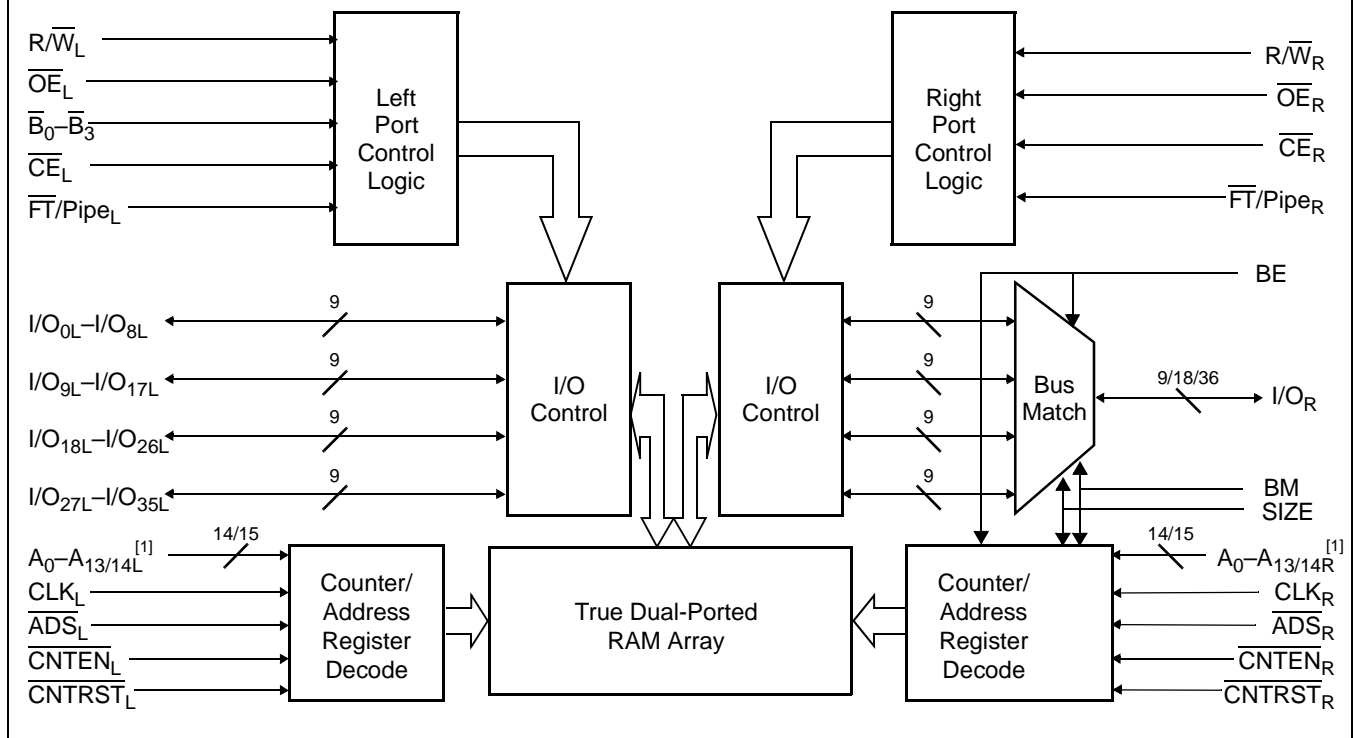 R/W̅L
O̅E̅L
B̅0–B̅3
C̅E̅L
F̅T̅/PipeL
Left
Port
Control
Logic
Right
Port
Control
Logic
R/W̅R
O̅E̅R
C̅E̅R
F̅T̅/PipeR
BE
I/O0L–I/O8L
9
I/O9L–I/O17L
9
I/O18L–I/O26L
9
I/O27L–I/O35L
9
I/O
Control
I/O
Control
9
9
9
9
Bus
Match
9/18/36
I/OR
BM
SIZE
A0–A13/14L[1]
14/15
CLKL
A̅D̅S̅L
C̅N̅T̅E̅N̅L
C̅N̅T̅R̅S̅T̅L
Counter/
Address
Register
Decode
True Dual-Ported
RAM Array
Counter/
Address
Register
Decode
14/15
A0–A13/14R[1]
CLKR
A̅D̅S̅R
C̅N̅T̅E̅N̅R
C̅N̅T̅R̅S̅T̅R